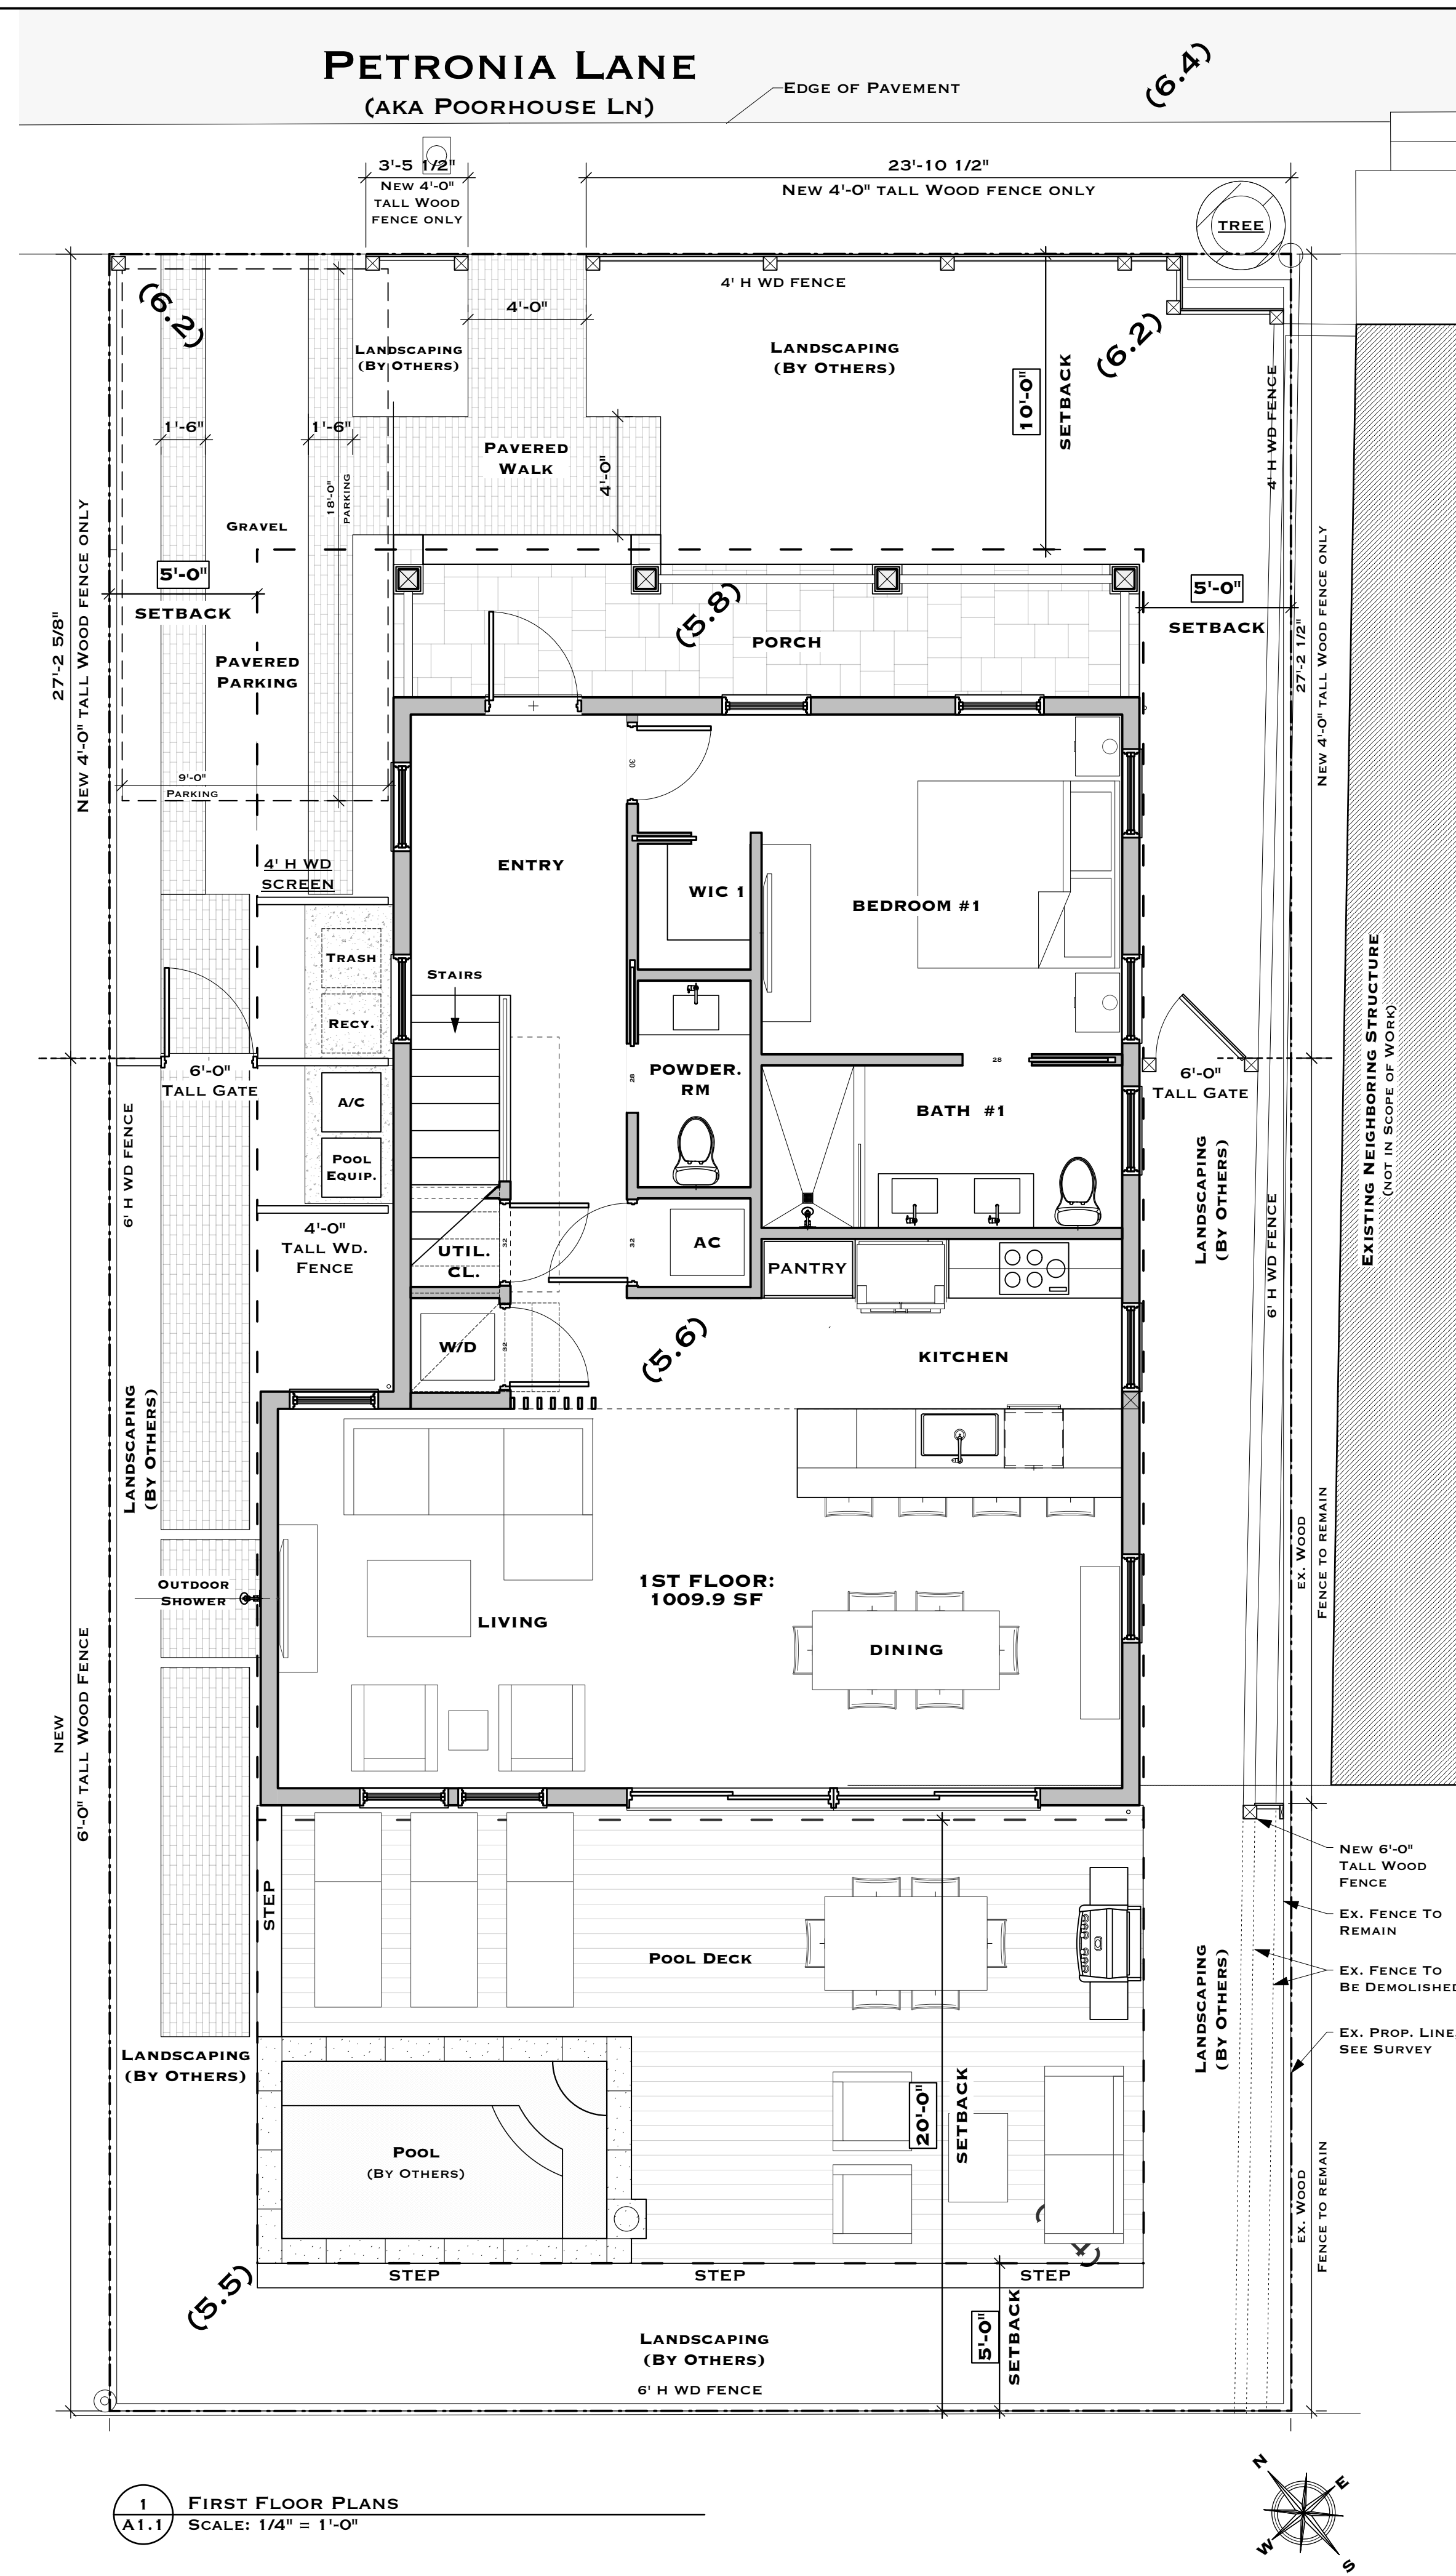 PETRONIA LANE
(AKA POORHOUSE LN)
EDGE OF PAVEMENT
(6.4)
3'-5 1/2"
NEW 4'-0"
TALL WOOD
FENCE ONLY
23'-10 1/2"
NEW 4'-0" TALL WOOD FENCE ONLY
TREE
4' H WD FENCE
(6.2)
4'-0"
LANDSCAPING
(BY OTHERS)
LANDSCAPING
(BY OTHERS)
(6.2)
10'-0"
SETBACK
4' H WD FENCE
1'-6"
1'-6"
PAVERED
WALK
4'-0"
18'-0"
PARKING
GRAVEL
5'-0"
SETBACK
5'-0"
SETBACK
27'-2 5/8"
NEW 4'-0" TALL WOOD FENCE ONLY
27'-2 1/2"
NEW 4'-0" TALL WOOD FENCE ONLY
(5.8)
PORCH
PAVERED
PARKING
9'-0"
PARKING
30
4' H WD
SCREEN
ENTRY
WIC 1
BEDROOM #1
TRASH
STAIRS
RECY.
EXISTING NEIGHBORING STRUCTURE
(NOT IN SCOPE OF WORK)
6'-0"
TALL GATE
28
28
POWDER.
RM
BATH #1
6'-0"
TALL GATE
A/C
POOL
EQUIP.
6' H WD FENCE
LANDSCAPING
(BY OTHERS)
6' H WD FENCE
4'-0"
TALL WD.
FENCE
UTIL.
CL.
32
32
AC
PANTRY
W/D
32
(5.6)
KITCHEN
LANDSCAPING
(BY OTHERS)
EX. WOOD
FENCE TO REMAIN
OUTDOOR
SHOWER
LIVING
1ST FLOOR:
1009.9 SF
DINING
NEW
6'-0" TALL WOOD FENCE
STEP
NEW 6'-0"
TALL WOOD
FENCE
EX. FENCE TO
REMAIN
POOL DECK
EX. FENCE TO
BE DEMOLISHED
LANDSCAPING
(BY OTHERS)
EX. PROP. LINE
SEE SURVEY
LANDSCAPING
(BY OTHERS)
20'-0"
SETBACK
POOL
(BY OTHERS)
EX. WOOD
FENCE TO REMAIN
(5.5)
STEP
STEP
STEP
5'-0"
SETBACK
LANDSCAPING
(BY OTHERS)
6' H WD FENCE
1
A1.1
FIRST FLOOR PLANS
SCALE: 1/4" = 1'-0"
N
E
W
S